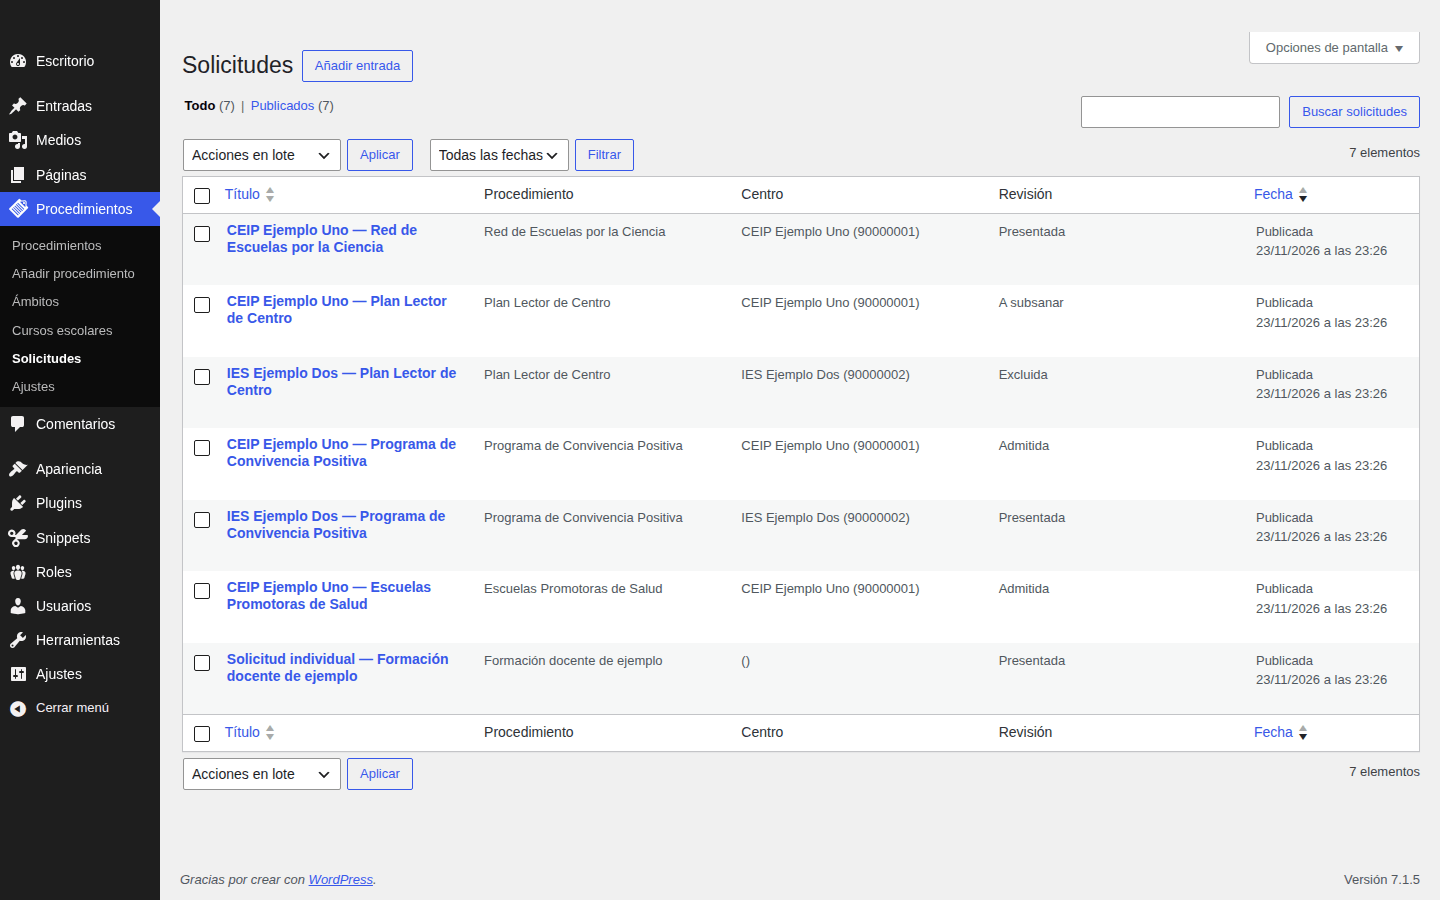 Escritorio
Entradas
Medios
Páginas
Procedimientos
Procedimientos
Añadir procedimiento
Ámbitos
Cursos escolares
Solicitudes
Ajustes
Comentarios
Apariencia
Plugins
Snippets
Roles
Usuarios
Herramientas
Ajustes
Cerrar menú
Opciones de pantalla
Solicitudes Añadir entrada
Todo (7) | Publicados (7)
Buscar solicitudes
Acciones en lote Aplicar Todas las fechas Filtrar 7 elementos
Título Procedimiento Centro Revisión Fecha
CEIP Ejemplo Uno — Red de Red de Escuelas por la Ciencia CEIP Ejemplo Uno (90000001) Presentada Publicada
Escuelas por la Ciencia 23/11/2026 a las 23:26
CEIP Ejemplo Uno — Plan Lector Plan Lector de Centro CEIP Ejemplo Uno (90000001) A subsanar Publicada
de Centro 23/11/2026 a las 23:26
IES Ejemplo Dos — Plan Lector de Plan Lector de Centro IES Ejemplo Dos (90000002) Excluida Publicada
Centro 23/11/2026 a las 23:26
CEIP Ejemplo Uno — Programa de Programa de Convivencia Positiva CEIP Ejemplo Uno (90000001) Admitida Publicada
Convivencia Positiva 23/11/2026 a las 23:26
IES Ejemplo Dos — Programa de Programa de Convivencia Positiva IES Ejemplo Dos (90000002) Presentada Publicada
Convivencia Positiva 23/11/2026 a las 23:26
CEIP Ejemplo Uno — Escuelas Escuelas Promotoras de Salud CEIP Ejemplo Uno (90000001) Admitida Publicada
Promotoras de Salud 23/11/2026 a las 23:26
Solicitud individual — Formación Formación docente de ejemplo () Presentada Publicada
docente de ejemplo 23/11/2026 a las 23:26
Título Procedimiento Centro Revisión Fecha
Acciones en lote Aplicar 7 elementos
Gracias por crear con WordPress. Versión 7.1.5